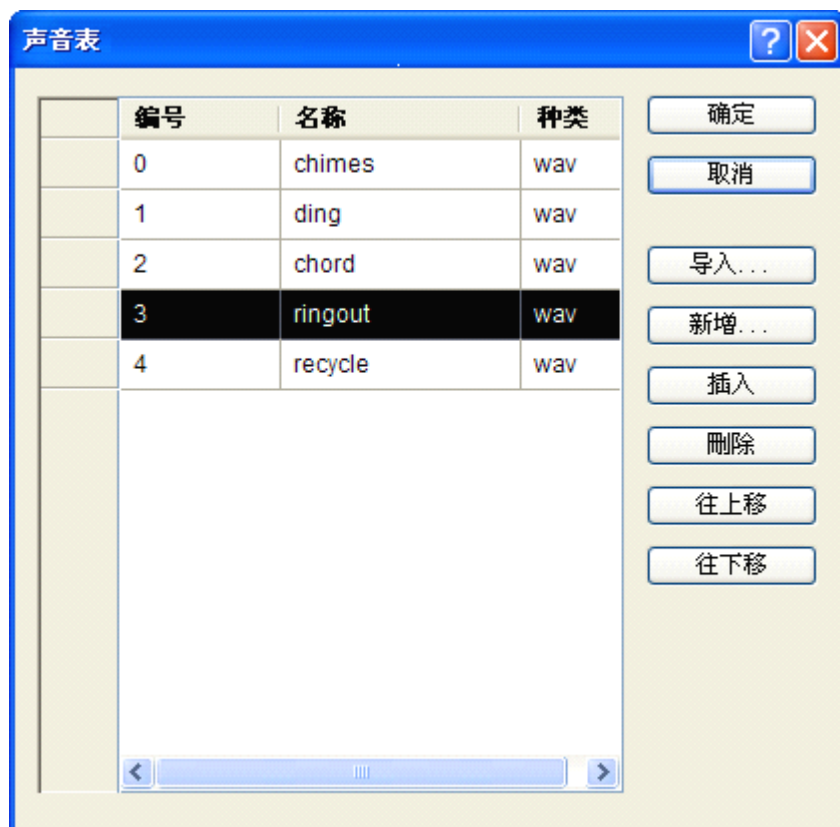 声音表
编号 名称 种类
0 chimes wav
1 ding wav
2 chord wav
3 ringout wav
4 recycle wav
确定
取消
导入...
新增...
插入
删除
往上移
往下移